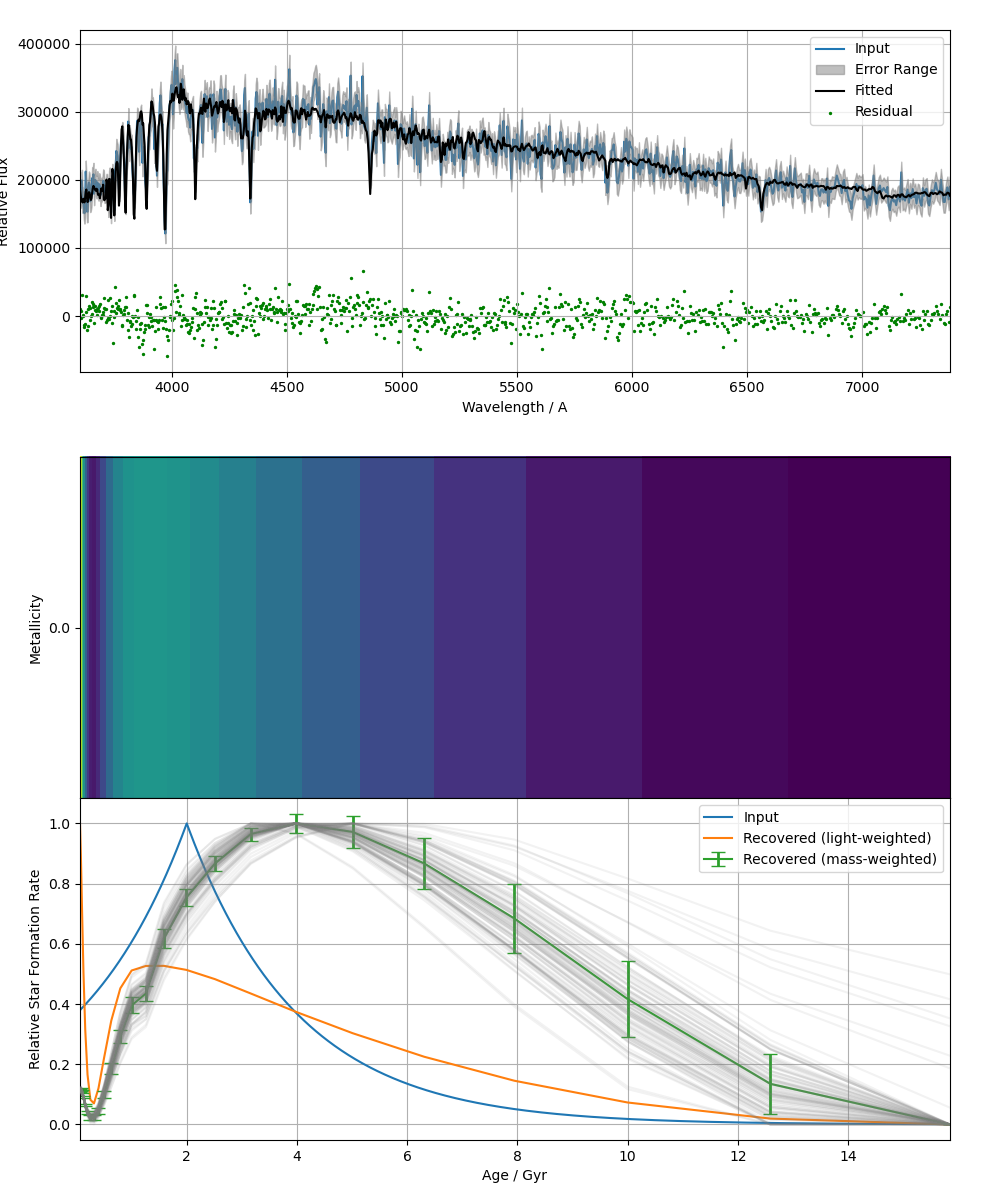 400000
300000
200000
100000
0
Relative Flux
Input
Error Range
Fitted
Residual
4000 4500 5000 5500 6000 6500 7000
Wavelength / A
0.0
Metallicity
1.0
0.8
0.6
0.4
0.2
0.0
Relative Star Formation Rate
Input
Recovered (light-weighted)
Recovered (mass-weighted)
2 4 6 8 10 12 14
Age / Gyr